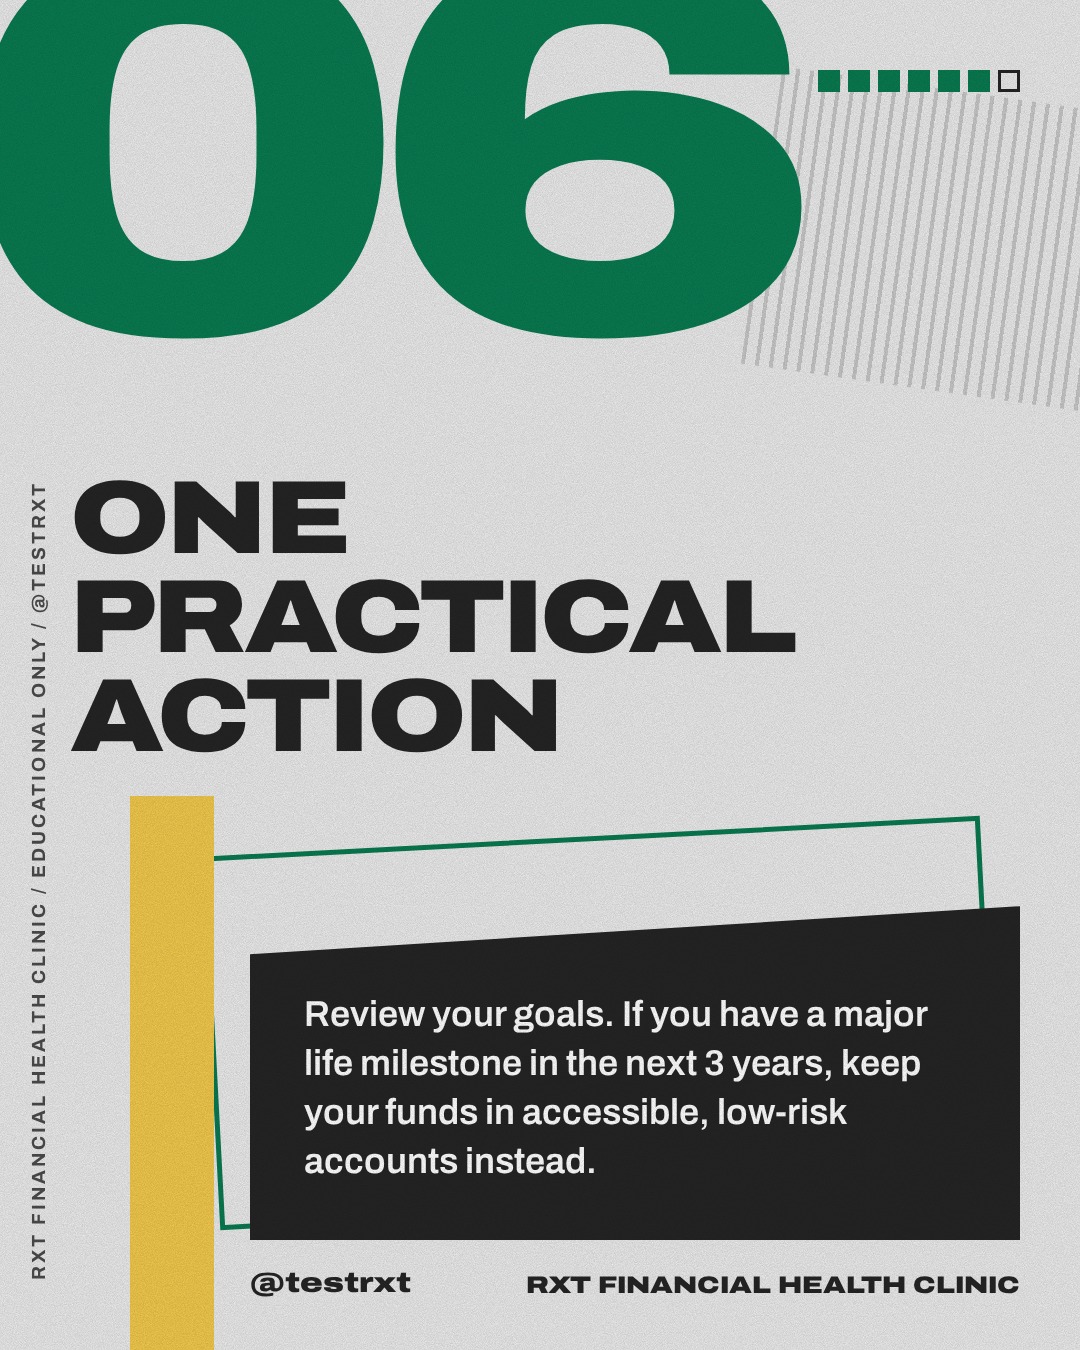 06
ONE
PRACTICAL
ACTION
RXT FINANCIAL HEALTH CLINIC / EDUCATIONAL ONLY / @TESTRXT
Review your goals. If you have a major
life milestone in the next 3 years, keep
your funds in accessible, low-risk
accounts instead.
@testrxt
RXT FINANCIAL HEALTH CLINIC